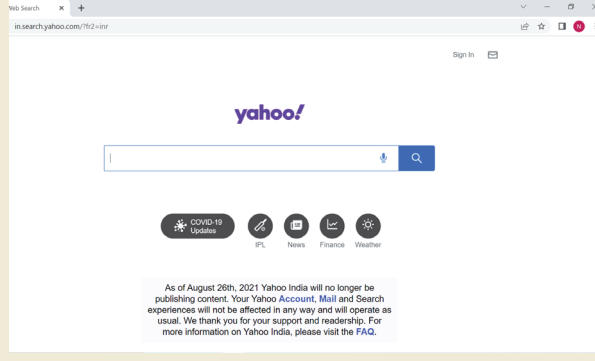 Web Search
in.search.yahoo.com/?fr2=inr
N
Sign In
yahoo!
COVID-19
Updates
IPL
News
Finance
Weather
As of August 26th, 2021 Yahoo India will no longer be
publishing content. Your Yahoo Account, Mail and Search
experiences will not be affected in any way and will operate as
usual. We thank you for your support and readership. For
more information on Yahoo India, please visit the FAQ.